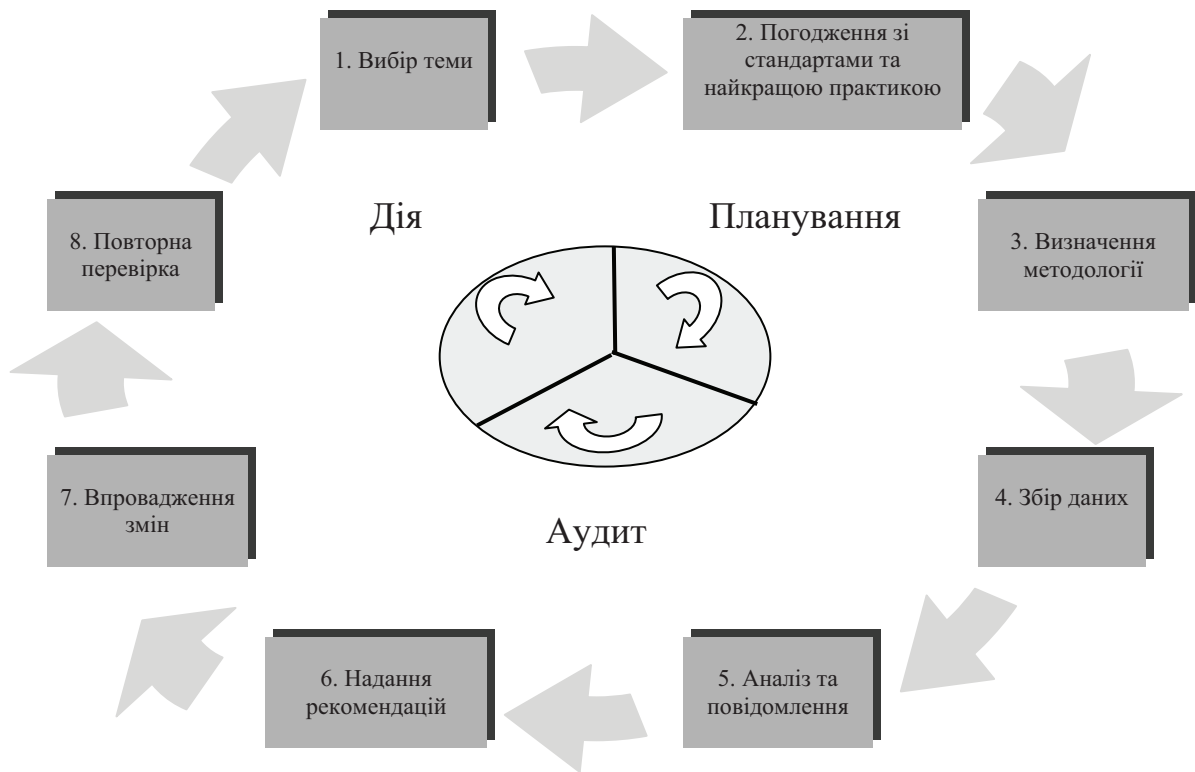 1. Вибір теми
2. Погодження зі
стандартами та
найкращою практикою
Дія
Планування
8. Повторна
перевірка
3. Визначення
методології
7. Впровадження
змін
4. Збір даних
Аудит
6. Надання
рекомендацій
5. Аналіз та
повідомлення